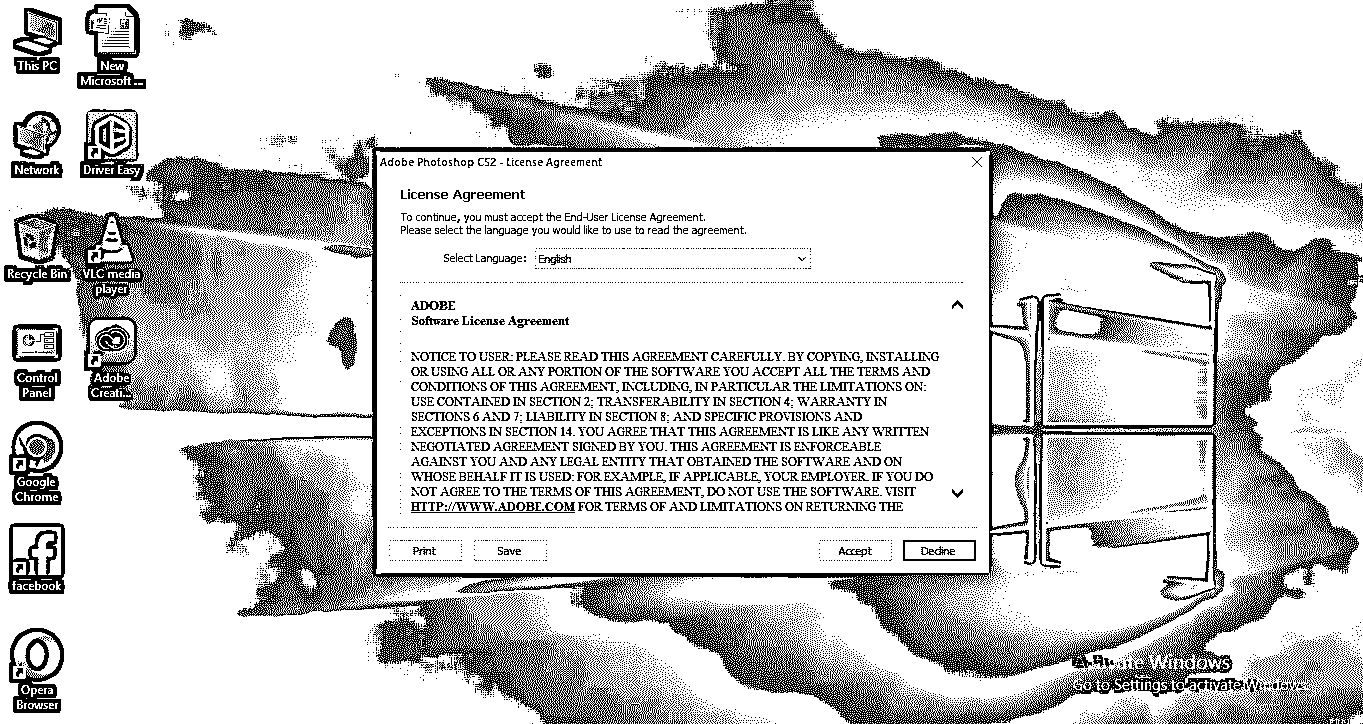 This PC
New
Microsoft ...
Network
Driver Easy
Recycle Bin
VLC media
player
Control
Panel
Adobe
Creati...
Google
Chrome
facebook
Opera
Browser
Adobe Photoshop CS2 - License Agreement
License Agreement
To continue, you must accept the End-User License Agreement.
Please select the language you would like to use to read the agreement.
Select Language: English
ADOBE
Software License Agreement
NOTICE TO USER: PLEASE READ THIS AGREEMENT CAREFULLY. BY COPYING, INSTALLING
OR USING ALL OR ANY PORTION OF THE SOFTWARE YOU ACCEPT ALL THE TERMS AND
CONDITIONS OF THIS AGREEMENT, INCLUDING, IN PARTICULAR THE LIMITATIONS ON:
USE CONTAINED IN SECTION 2; TRANSFERABILITY IN SECTION 4; WARRANTY IN
SECTIONS 6 AND 7; LIABILITY IN SECTION 8; AND SPECIFIC PROVISIONS AND
EXCEPTIONS IN SECTION 14. YOU AGREE THAT THIS AGREEMENT IS LIKE ANY WRITTEN
NEGOTIATED AGREEMENT SIGNED BY YOU. THIS AGREEMENT IS ENFORCEABLE
AGAINST YOU AND ANY LEGAL ENTITY THAT OBTAINED THE SOFTWARE AND ON
WHOSE BEHALF IT IS USED: FOR EXAMPLE, IF APPLICABLE, YOUR EMPLOYER. IF YOU DO
NOT AGREE TO THE TERMS OF THIS AGREEMENT, DO NOT USE THE SOFTWARE. VISIT
HTTP://WWW.ADOBE.COM FOR TERMS OF AND LIMITATIONS ON RETURNING THE
Print Save Accept Decline
Activate Windows
Go to Settings to activate Windows.